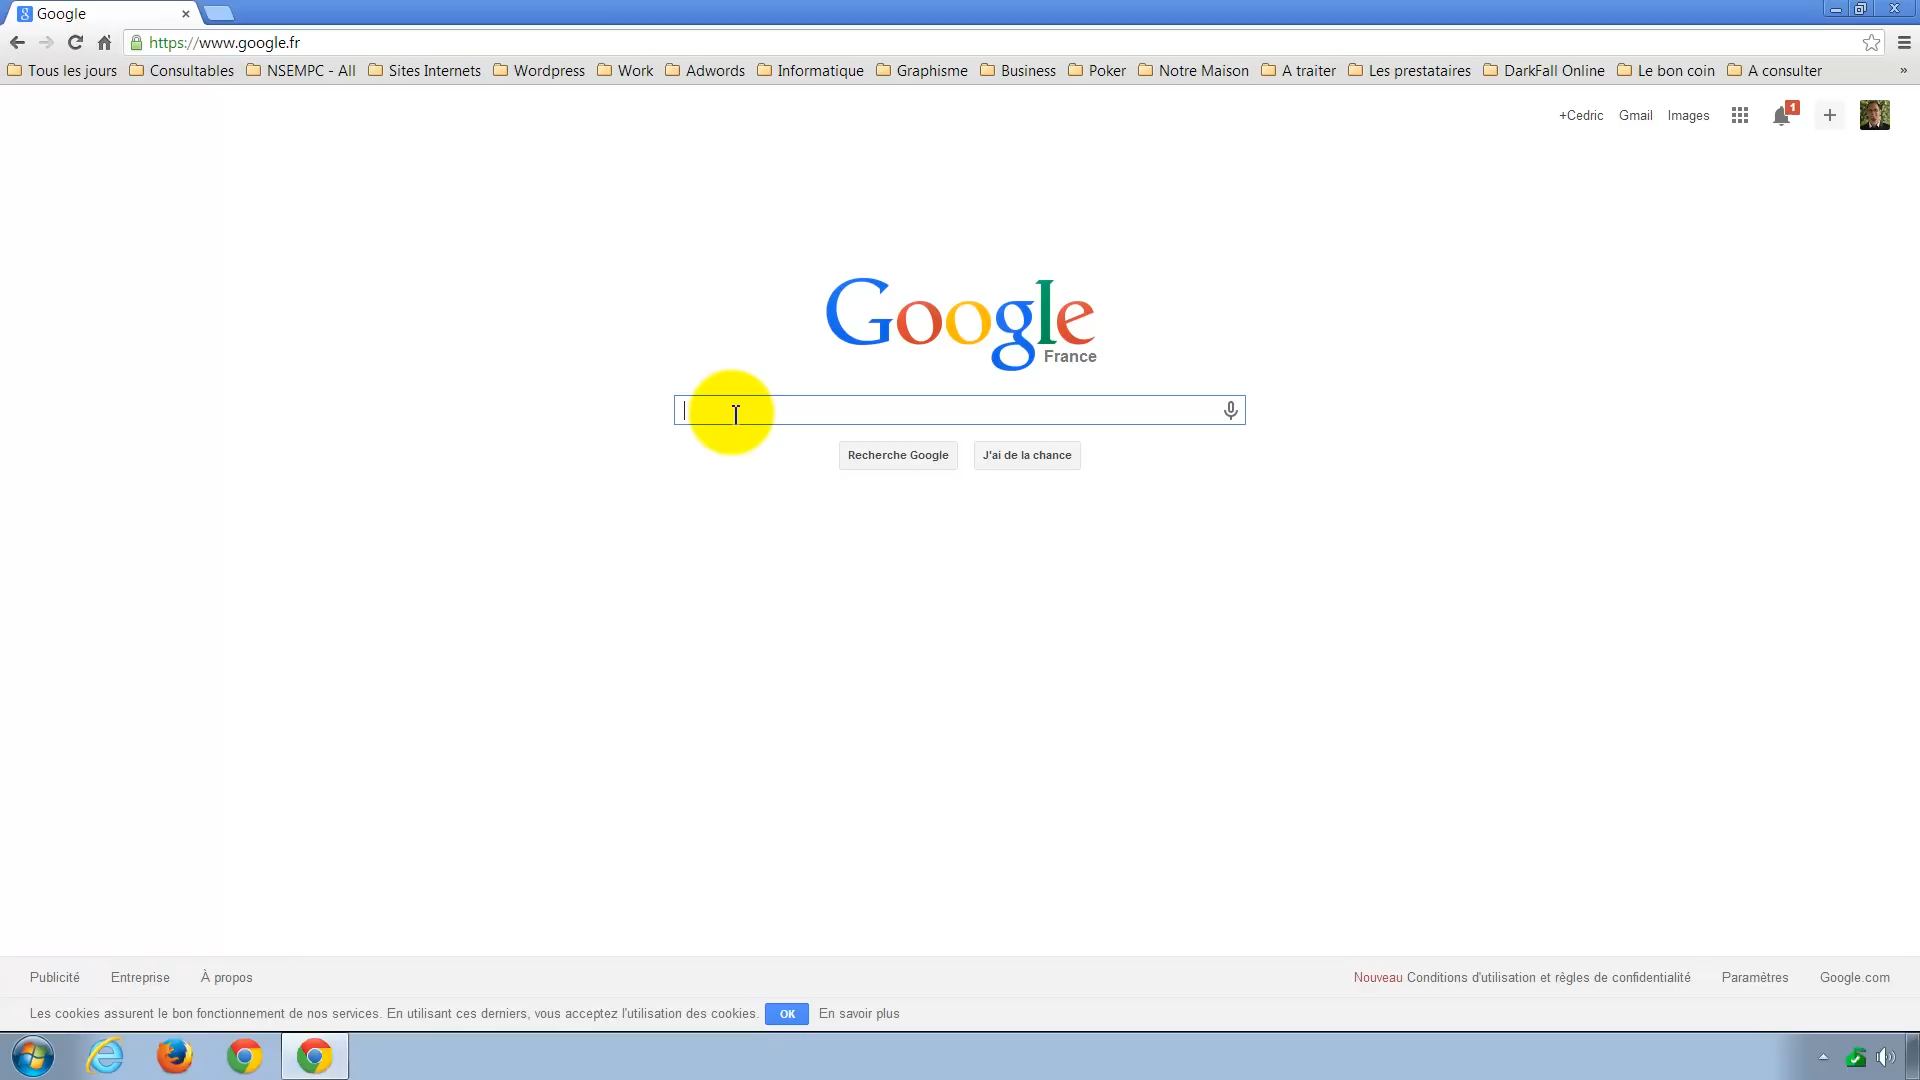 Google
https://www.google.fr
Tous les jours Consultables NSEMPC - All Sites Internets Wordpress Work Adwords Informatique Graphisme Business Poker Notre Maison A traiter Les prestataires DarkFall Online Le bon coin A consulter »
+Cedric Gmail Images 1
Google
France
Recherche Google J'ai de la chance
Publicité Entreprise À propos Nouveau Conditions d'utilisation et règles de confidentialité Paramètres Google.com
Les cookies assurent le bon fonctionnement de nos services. En utilisant ces derniers, vous acceptez l'utilisation des cookies. OK En savoir plus